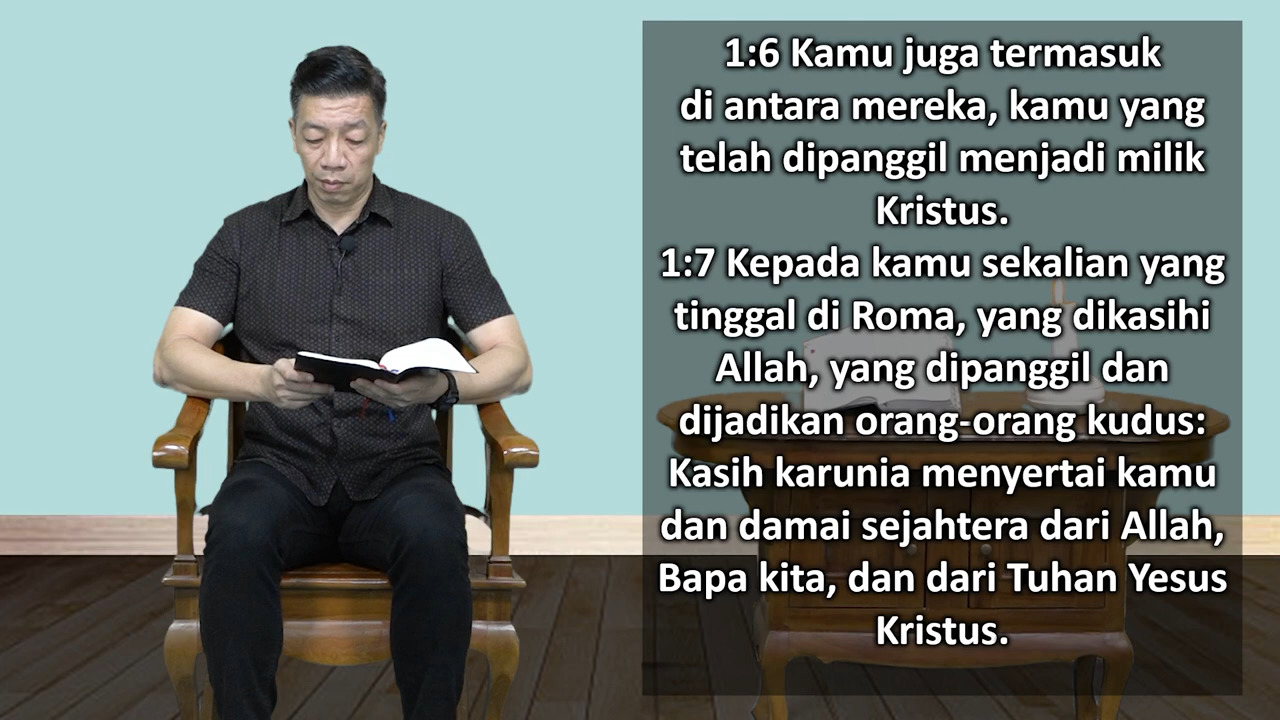 1:6 Kamu juga termasuk
di antara mereka, kamu yang
telah dipanggil menjadi milik
Kristus.
1:7 Kepada kamu sekalian yang
tinggal di Roma, yang dikasihi
Allah, yang dipanggil dan
dijadikan orang-orang kudus:
Kasih karunia menyertai kamu
dan damai sejahtera dari Allah,
Bapa kita, dan dari Tuhan Yesus
Kristus.